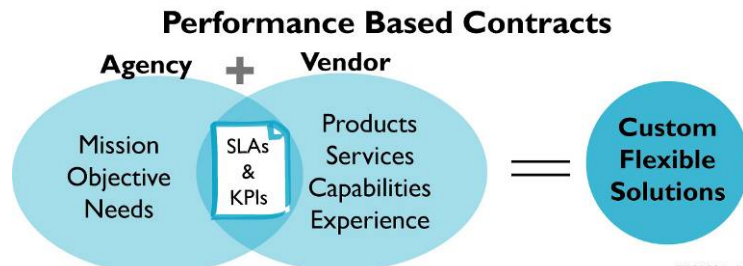 Performance Based Contracts
Agency + Vendor
Mission
Objective
Needs
SLAs
&
KPIs
Products
Services
Capabilities
Experience
=
Custom
Flexible
Solutions